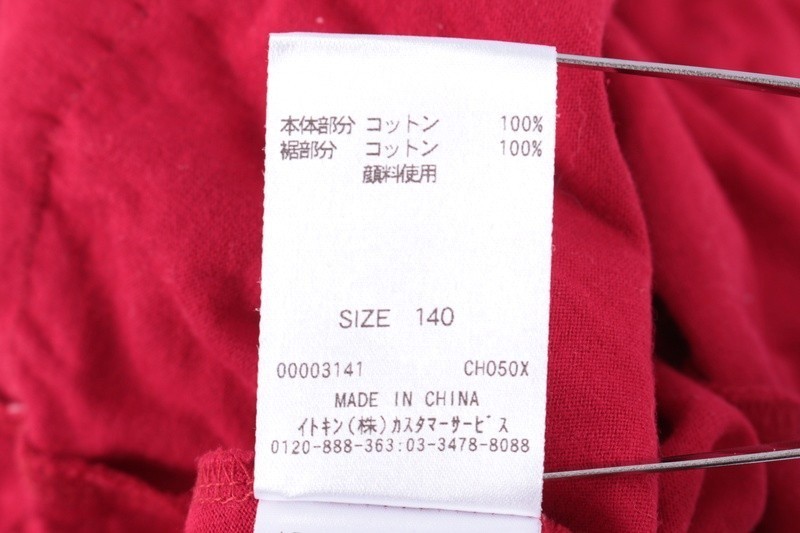 本体部分 コットン 100%
裾部分 コットン 100%
顔料使用
SIZE 140
00003141 CH050X
MADE IN CHINA
イトキン(株)カスタマーサービス
0120-888-363:03-3478-8088